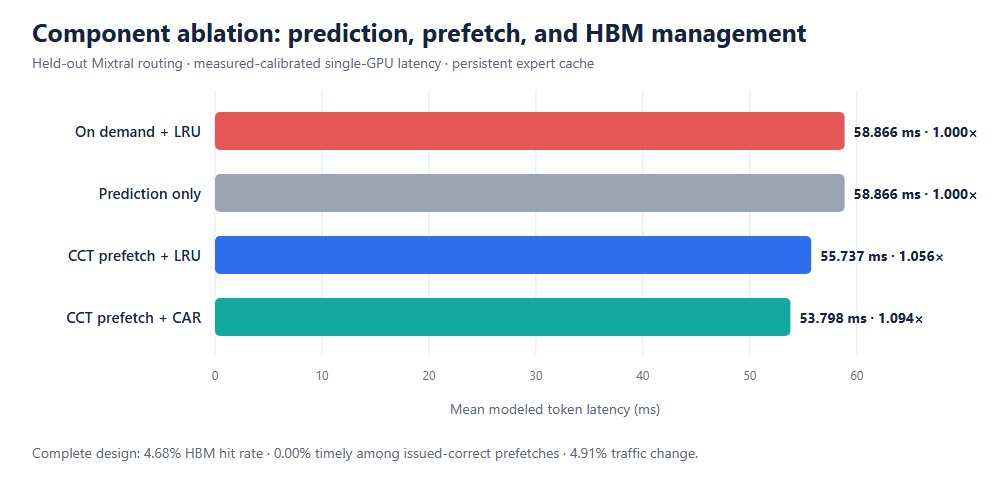 Component ablation: prediction, prefetch, and HBM management
Held-out Mixtral routing · measured-calibrated single-GPU latency · persistent expert cache
On demand + LRU
58.866 ms · 1.000×
Prediction only
58.866 ms · 1.000×
CCT prefetch + LRU
55.737 ms · 1.056×
CCT prefetch + CAR
53.798 ms · 1.094×
0 10 20 30 40 50 60
Mean modeled token latency (ms)
Complete design: 4.68% HBM hit rate · 0.00% timely among issued-correct prefetches · 4.91% traffic change.